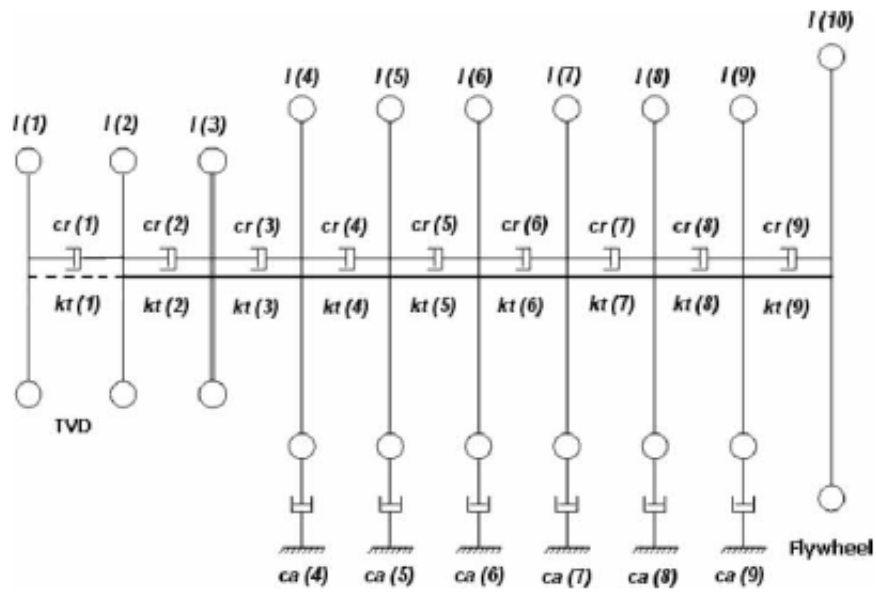 I (10)
I (4) I (5) I (6) I (7) I (8) I (9)
I (1) I (2) I (3)
cr (1) cr (2) cr (3) cr (4) cr (5) cr (6) cr (7) cr (8) cr (9)
kt (1) kt (2) kt (3) kt (4) kt (5) kt (6) kt (7) kt (8) kt (9)
TVD
Flywheel
ca (4) ca (5) ca (6) ca (7) ca (8) ca (9)